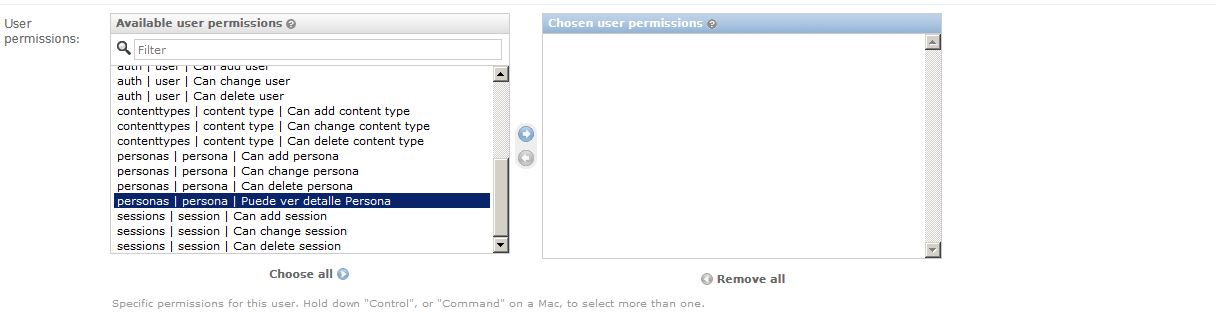 User permissions:
Available user permissions
Chosen user permissions
Filter
auth | user | Can add user
auth | user | Can change user
auth | user | Can delete user
contenttypes | content type | Can add content type
contenttypes | content type | Can change content type
contenttypes | content type | Can delete content type
personas | persona | Can add persona
personas | persona | Can change persona
personas | persona | Can delete persona
personas | persona | Puede ver detalle Persona
sessions | session | Can add session
sessions | session | Can change session
sessions | session | Can delete session
Choose all
Remove all
Specific permissions for this user. Hold down "Control", or "Command" on a Mac, to select more than one.